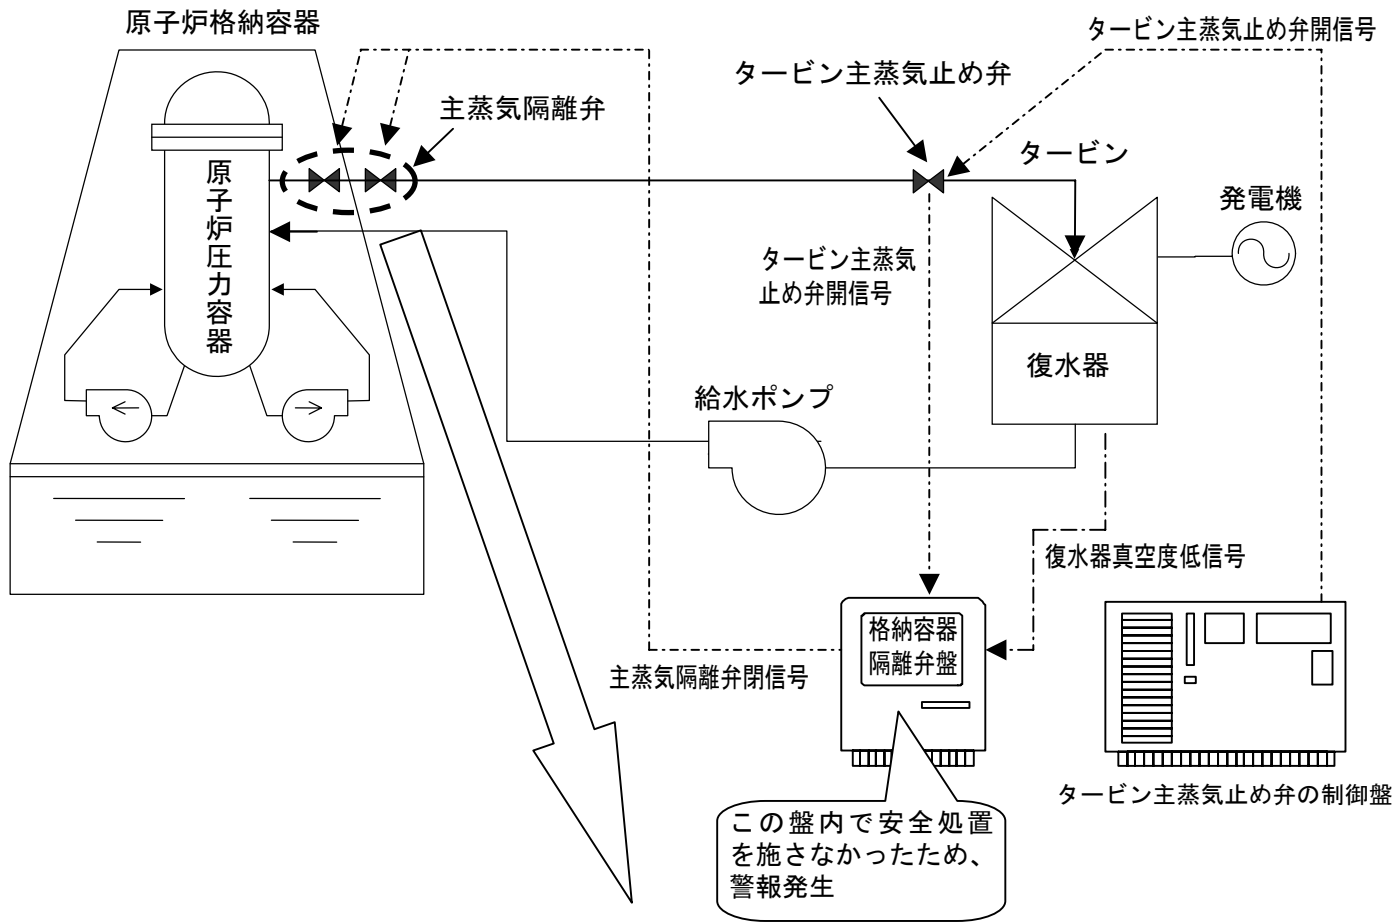 原子炉格納容器
タービン主蒸気止め弁開信号
タービン主蒸気止め弁
主蒸気隔離弁
タービン
原子炉圧力容器
発電機
タービン主蒸気
止め弁開信号
復水器
給水ポンプ
復水器真空度低信号
格納容器
隔離弁盤
主蒸気隔離弁閉信号
タービン主蒸気止め弁の制御盤
この盤内で安全処置
を施さなかったため、
警報発生